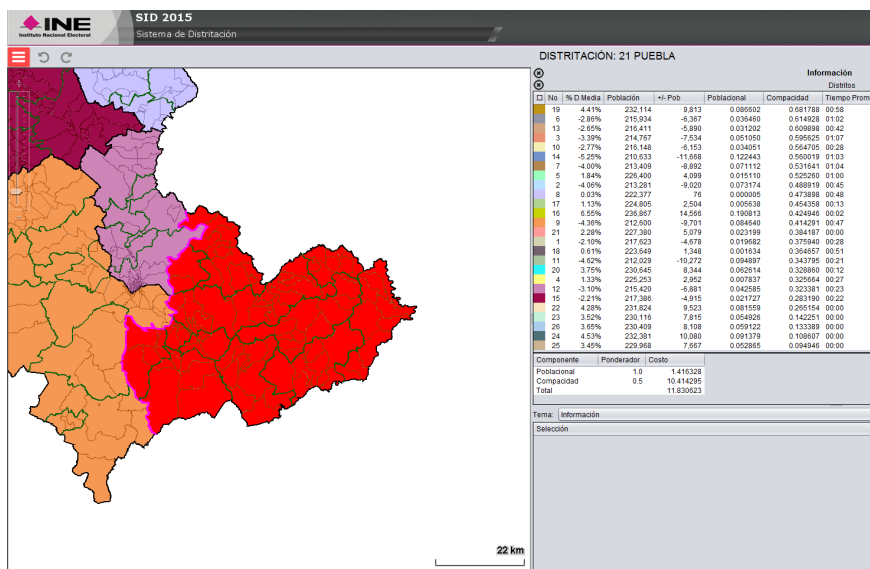 INE
Instituto Nacional Electoral
SID 2015
Sistema de Distritación
DISTRITACIÓN: 21 PUEBLA
Información
Distritos
No % D Media Población +/- Pob Poblacional Compacidad Tiempo Prom
19 4.41% 232,114 9,813 0.086602 0.681788 00:58
6 -2.86% 215,934 -6,367 0.036460 0.614928 01:02
13 -2.65% 216,411 -5,890 0.031202 0.609898 00:42
3 -3.39% 214,767 -7,534 0.051050 0.595625 01:07
10 -2.77% 216,148 -6,153 0.034051 0.564705 00:28
14 -5.25% 210,633 -11,668 0.122443 0.560019 01:03
7 -4.00% 213,409 -8,892 0.071112 0.531641 01:04
5 1.84% 226,400 4,099 0.015110 0.525260 01:00
2 -4.06% 213,281 -9,020 0.073174 0.488919 00:45
8 0.03% 222,377 76 0.000005 0.473898 00:48
17 1.13% 224,805 2,504 0.005638 0.454358 00:13
16 6.55% 236,867 14,566 0.190813 0.424946 00:02
9 -4.36% 212,600 -9,701 0.084640 0.414291 00:47
21 2.28% 227,380 5,079 0.023199 0.384187 00:00
1 -2.10% 217,623 -4,678 0.019682 0.375940 00:28
18 0.61% 223,649 1,348 0.001634 0.364657 00:51
11 -4.62% 212,029 -10,272 0.094897 0.343795 00:21
20 3.75% 230,645 8,344 0.062614 0.328860 00:12
4 1.33% 225,253 2,952 0.007837 0.325664 00:27
12 -3.10% 215,420 -6,881 0.042585 0.323381 00:23
15 -2.21% 217,386 -4,915 0.021727 0.283190 00:22
22 4.28% 231,824 9,523 0.081559 0.265154 00:00
23 3.52% 230,116 7,815 0.054926 0.142251 00:00
26 3.65% 230,409 8,108 0.059122 0.133389 00:00
24 4.53% 232,381 10,080 0.091379 0.108607 00:00
25 3.45% 229,968 7,667 0.052865 0.094946 00:00
Componente Ponderador Costo
Poblacional 1.0 1.416328
Compacidad 0.5 10.414295
Total 11.830623
Tema: Información
Selección
22 km